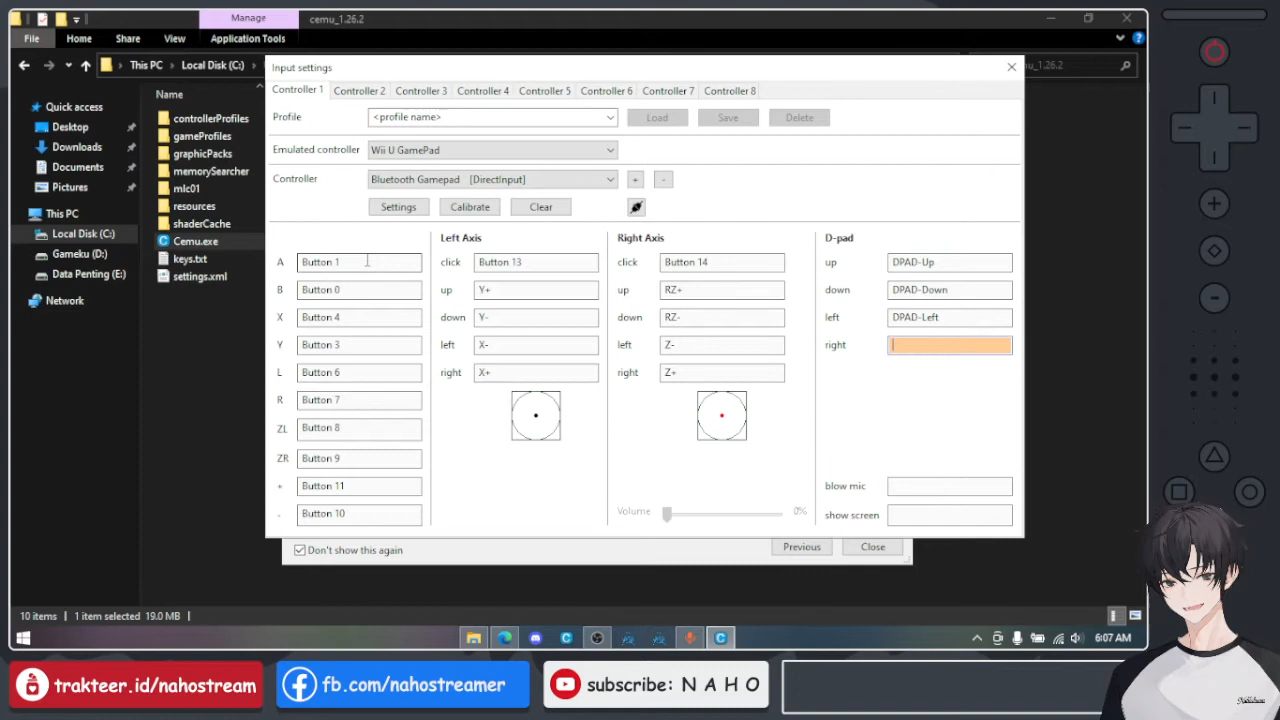 Manage
cemu_1.26.2
File
Home
Share
View
Application Tools
This PC
Local Disk (C:)
mu_1.26.2
Quick access
Desktop
Downloads
Documents
Pictures
This PC
Local Disk (C:)
Gameku (D:)
Data Penting (E:)
Network
Name
controllerProfiles
gameProfiles
graphicPacks
memorySearcher
mlc01
resources
shaderCache
Cemu.exe
keys.txt
settings.xml
Input settings
Controller 1
Controller 2
Controller 3
Controller 4
Controller 5
Controller 6
Controller 7
Controller 8
Profile
<profile name>
Load
Save
Delete
Emulated controller
Wii U GamePad
Controller
Bluetooth Gamepad [DirectInput]
+
-
Settings
Calibrate
Clear
A
Button 1
B
Button 0
X
Button 4
Y
Button 3
L
Button 6
R
Button 7
ZL
Button 8
ZR
Button 9
+
Button 11
-
Button 10
Left Axis
click
Button 13
up
Y+
down
Y-
left
X-
right
X+
Right Axis
click
Button 14
up
RZ+
down
RZ-
left
Z-
right
Z+
Volume
0%
D-pad
up
DPAD-Up
down
DPAD-Down
left
DPAD-Left
right
blow mic
show screen
Don't show this again
Previous
Close
10 items
1 item selected 19.0 MB
6:07 AM
trakteer.id/nahostream
fb.com/nahostreamer
subscribe: N A H O